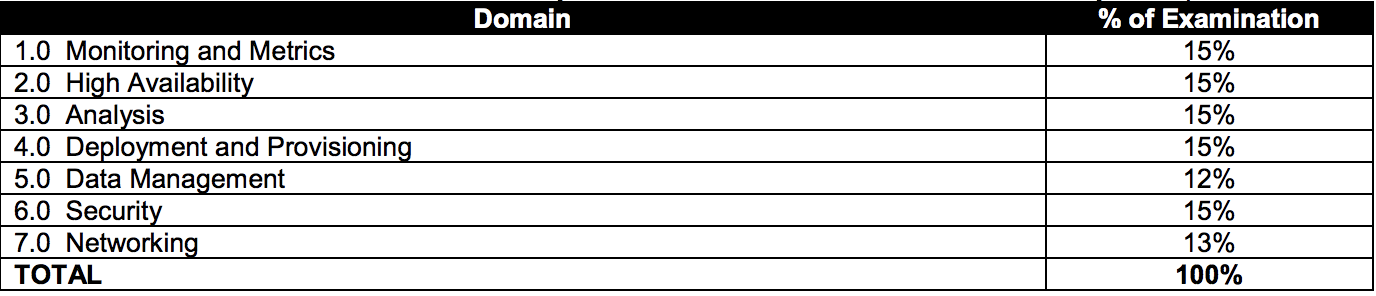 Domain % of Examination
1.0 Monitoring and Metrics 15%
2.0 High Availability 15%
3.0 Analysis 15%
4.0 Deployment and Provisioning 15%
5.0 Data Management 12%
6.0 Security 15%
7.0 Networking 13%
TOTAL 100%